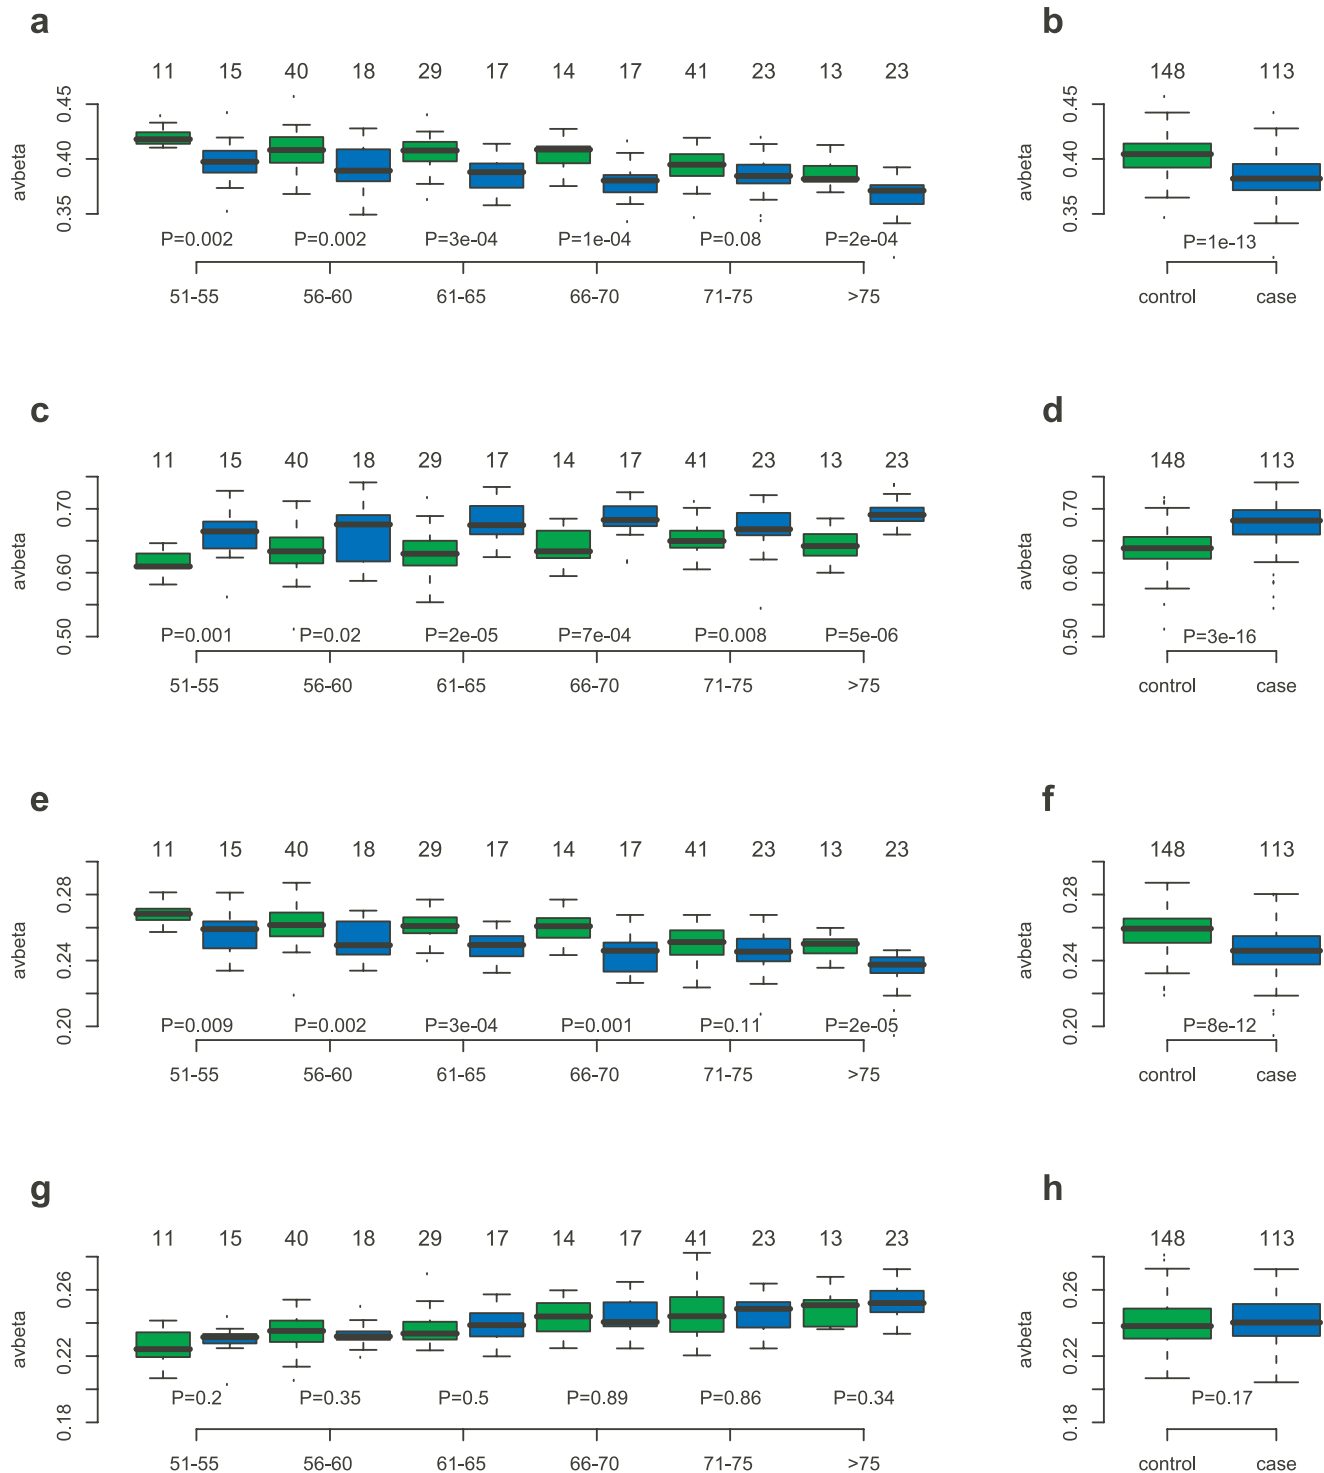 a
b
11 15 40 18 29 17 14 17 41 23 13 23
148 113
avbeta
0.45
0.40
0.35
avbeta
0.45
0.40
0.35
P=0.002 P=0.002 P=3e-04 P=1e-04 P=0.08 P=2e-04
P=1e-13
51-55 56-60 61-65 66-70 71-75 >75
control case
c
d
11 15 40 18 29 17 14 17 41 23 13 23
148 113
avbeta
0.70
0.60
0.50
avbeta
0.70
0.60
0.50
P=0.001 P=0.02 P=2e-05 P=7e-04 P=0.008 P=5e-06
P=3e-16
51-55 56-60 61-65 66-70 71-75 >75
control case
e
f
11 15 40 18 29 17 14 17 41 23 13 23
148 113
avbeta
0.28
0.24
0.20
avbeta
0.28
0.24
0.20
P=0.009 P=0.002 P=3e-04 P=0.001 P=0.11 P=2e-05
P=8e-12
51-55 56-60 61-65 66-70 71-75 >75
control case
g
h
11 15 40 18 29 17 14 17 41 23 13 23
148 113
avbeta
0.26
0.22
0.18
avbeta
0.26
0.22
0.18
P=0.2 P=0.35 P=0.5 P=0.89 P=0.86 P=0.34
P=0.17
51-55 56-60 61-65 66-70 71-75 >75
control case